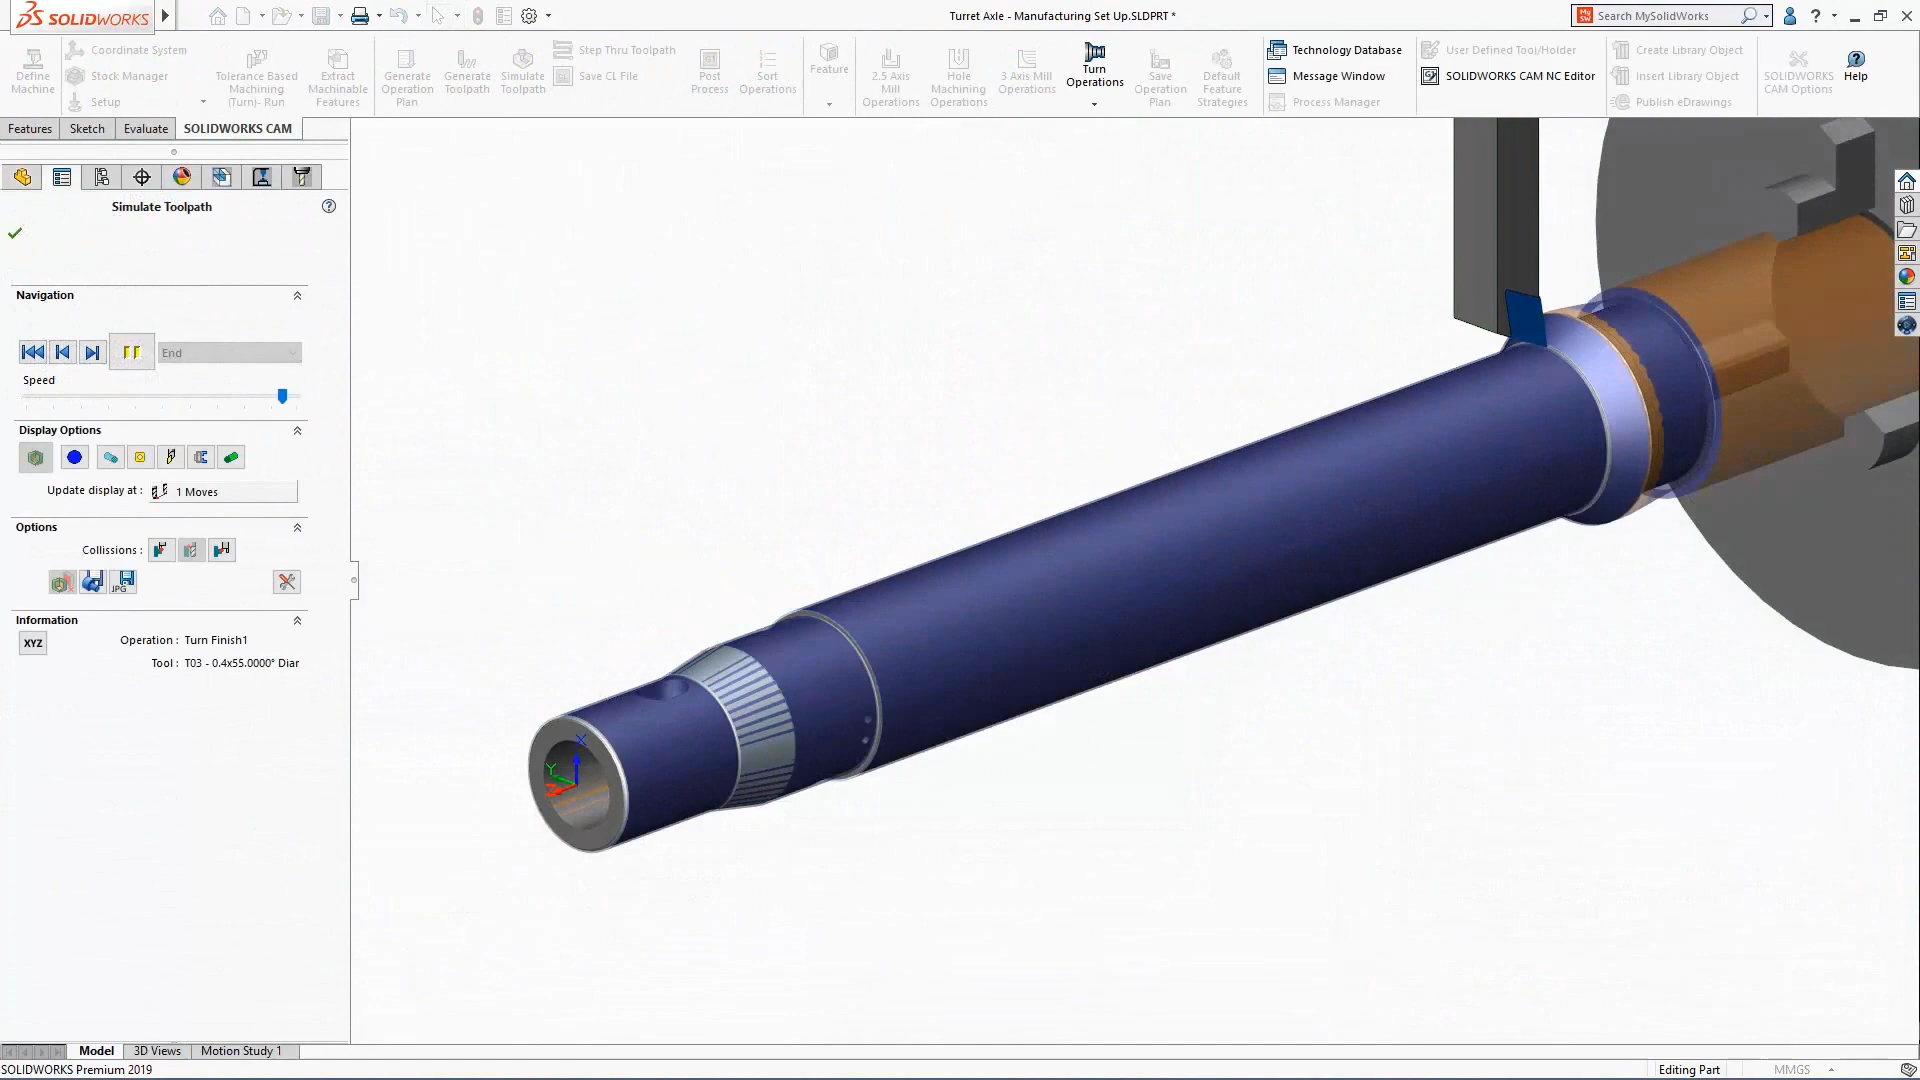 SOLIDWORKS
Turret Axle - Manufacturing Set Up.SLDPRT *
Search MySolidWorks
Define Machine
Coordinate System
Stock Manager
Setup
Tolerance Based Machining (Turn)- Run
Extract Machinable Features
Generate Operation Plan
Generate Toolpath
Simulate Toolpath
Step Thru Toolpath
Save CL File
Post Process
Sort Operations
Feature
2.5 Axis Mill Operations
Hole Machining Operations
3 Axis Mill Operations
Turn Operations
Save Operation Plan
Default Feature Strategies
Technology Database
Message Window
Process Manager
User Defined Tool/Holder
SOLIDWORKS CAM NC Editor
Create Library Object
Insert Library Object
Publish eDrawings
SOLIDWORKS CAM Options
Help
Features
Sketch
Evaluate
SOLIDWORKS CAM
Simulate Toolpath
Navigation
End
Speed
Display Options
Update display at :
1 Moves
Options
Collissions :
JPG
Information
XYZ
Operation : Turn Finish1
Tool : T03 - 0.4x55.0000° Diar
X
Y
Z
Model
3D Views
Motion Study 1
SOLIDWORKS Premium 2019
Editing Part
MMGS